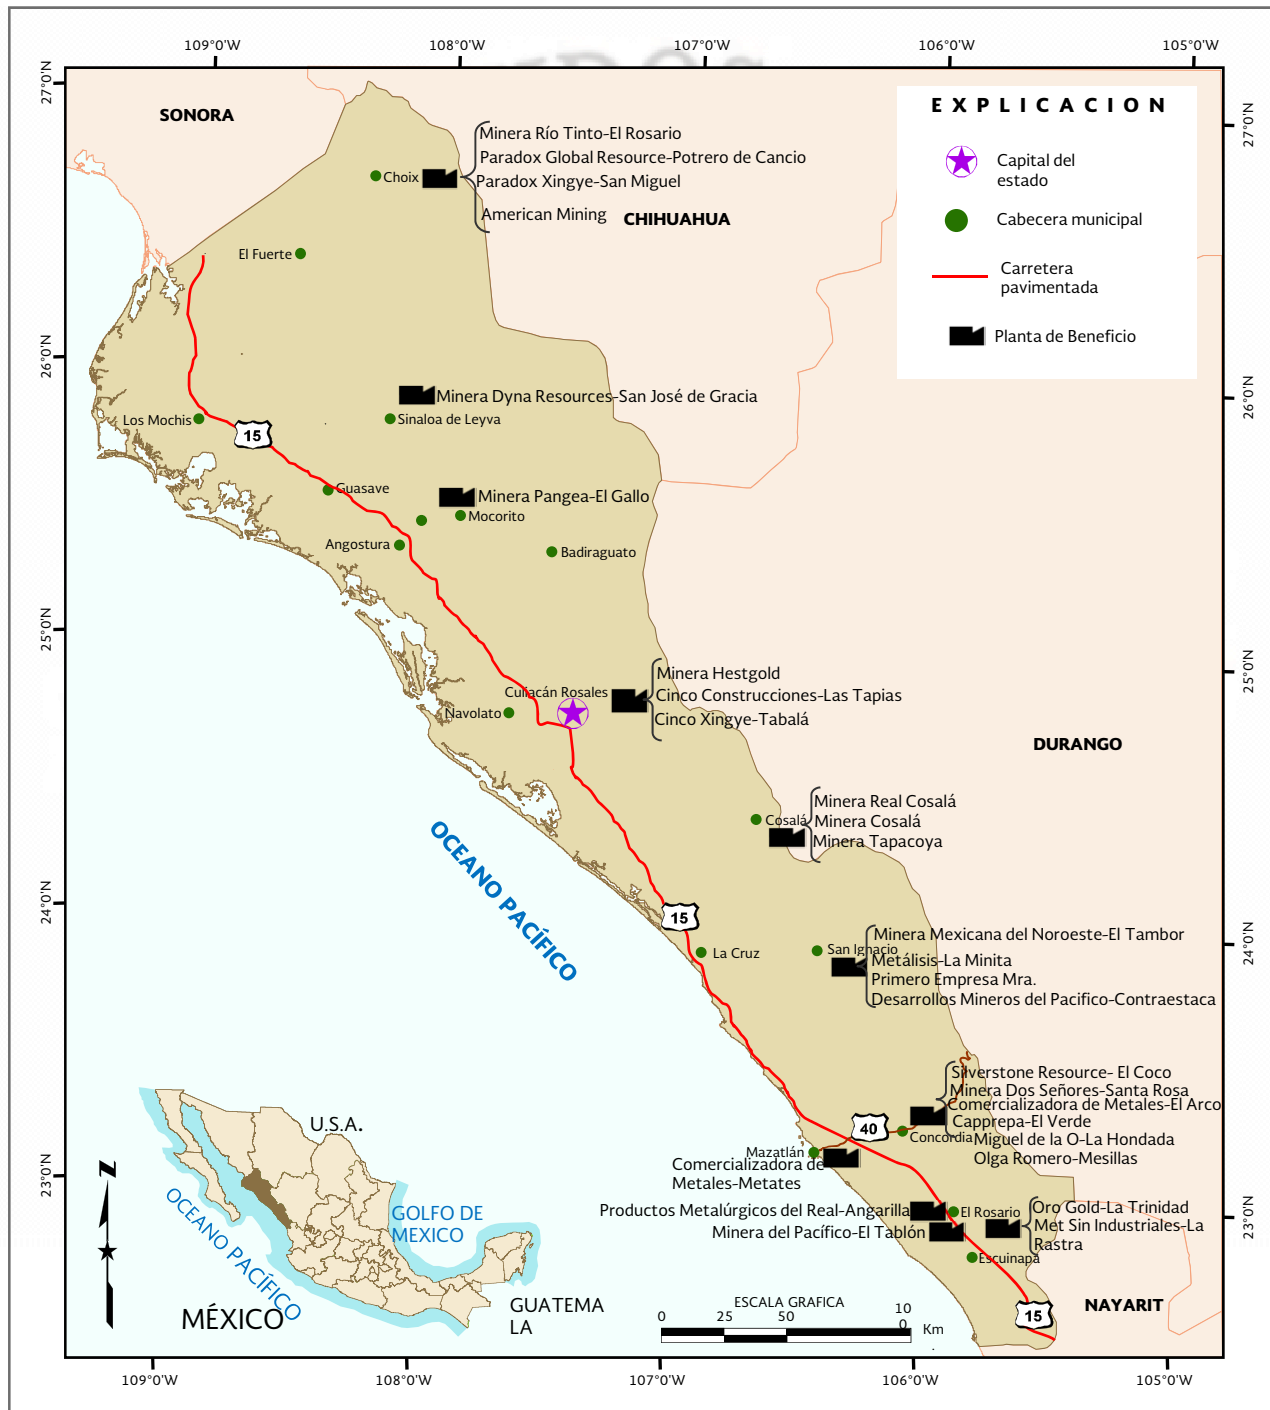 109°0'W
108°0'W
107°0'W
106°0'W
105°0'W
27°0'N
27°0'N
SONORA
EXPLICACION
Capital del
estado
Cabecera municipal
Carretera
pavimentada
Planta de Beneficio
Minera Río Tinto-El Rosario
Paradox Global Resource-Potrero de Cancio
Choix
Paradox Xingye-San Miguel
American Mining
CHIHUAHUA
El Fuerte
26°0'N
26°0'N
Minera Dyna Resources-San José de Gracia
Los Mochis
Sinaloa de Leyva
15
Guasave
Minera Pangea-El Gallo
Mocorito
Angostura
Badiraguato
25°0'N
25°0'N
Minera Hestgold
Culiacán Rosales
Cinco Construcciones-Las Tapias
Navolato
Cinco Xingye-Tabalá
DURANGO
Minera Real Cosalá
Cosalá
Minera Cosalá
Minera Tapacoya
OCEANO PACÍFICO
24°0'N
24°0'N
15
Minera Mexicana del Noroeste-El Tambor
La Cruz
San Ignacio
Metálisis-La Minita
Primero Empresa Mra.
Desarrollos Mineros del Pacifico-Contraestaca
Silverstone Resource- El Coco
Minera Dos Señores-Santa Rosa
Comercializadora de Metales-El Arco
Capprepa-El Verde
40
Concordia
Miguel de la O-La Hondada
Olga Romero-Mesillas
Mazatlán
Comercializadora de
Metales-Metates
23°0'N
23°0'N
Productos Metalúrgicos del Real-Angarilla
El Rosario
Oro Gold-La Trinidad
Minera del Pacífico-El Tablón
Met Sin Industriales-La
Rastra
Escuinapa
NAYARIT
15
U.S.A.
N
OCEANO PACÍFICO
GOLFO DE
MEXICO
MÉXICO
GUATEMA
LA
ESCALA GRAFICA
0
25
50
10
0
Km
109°0'W
108°0'W
107°0'W
106°0'W
105°0'W